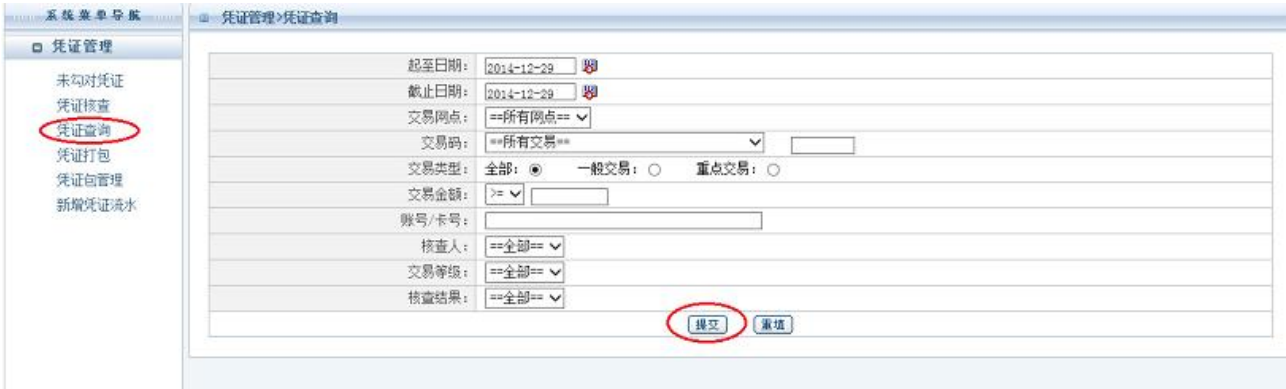 系统菜单导航
凭证管理
未勾对凭证
凭证核查
凭证查询
凭证打包
凭证包管理
新增凭证流水
凭证管理>凭证查询
起至日期： 2014-12-29
截止日期： 2014-12-29
交易网点： ==所有网点==
交易码： ==所有交易==
交易类型： 全部： 一般交易： 重点交易：
交易金额： >=
账号/卡号：
核查人： ==全部==
交易等级： ==全部==
核查结果： ==全部==
提交 重填